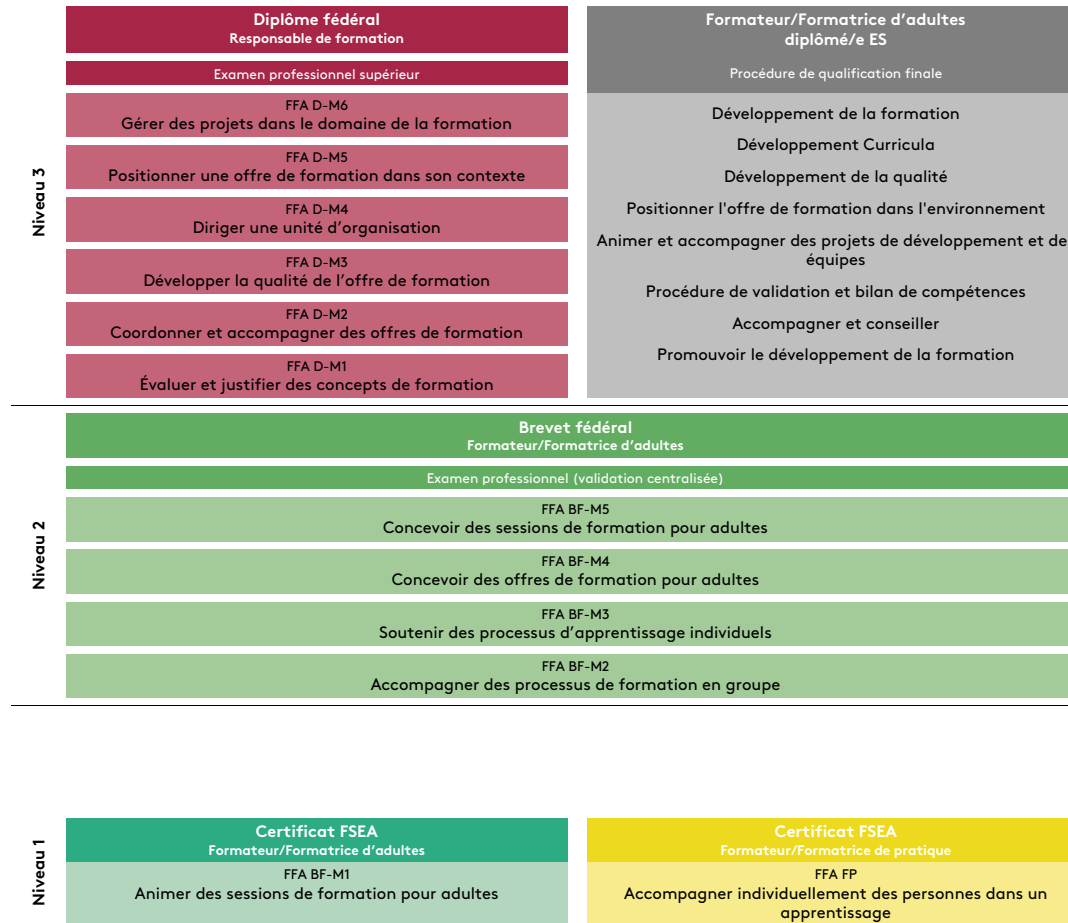 Niveau 3
Diplôme fédéral
Responsable de formation
Examen professionnel supérieur
FFA D-M6
Gérer des projets dans le domaine de la formation
FFA D-M5
Positionner une offre de formation dans son contexte
FFA D-M4
Diriger une unité d’organisation
FFA D-M3
Développer la qualité de l’offre de formation
FFA D-M2
Coordonner et accompagner des offres de formation
FFA D-M1
Évaluer et justifier des concepts de formation
Formateur/Formatrice d’adultes
diplômé/e ES
Procédure de qualification finale
Développement de la formation
Développement Curricula
Développement de la qualité
Positionner l'offre de formation dans l'environnement
Animer et accompagner des projets de développement et de
équipes
Procédure de validation et bilan de compétences
Accompagner et conseiller
Promouvoir le développement de la formation
Niveau 2
Brevet fédéral
Formateur/Formatrice d’adultes
Examen professionnel (validation centralisée)
FFA BF-M5
Concevoir des sessions de formation pour adultes
FFA BF-M4
Concevoir des offres de formation pour adultes
FFA BF-M3
Soutenir des processus d’apprentissage individuels
FFA BF-M2
Accompagner des processus de formation en groupe
Niveau 1
Certificat FSEA
Formateur/Formatrice d’adultes
FFA BF-M1
Animer des sessions de formation pour adultes
Certificat FSEA
Formateur/Formatrice de pratique
FFA FP
Accompagner individuellement des personnes dans un
apprentissage